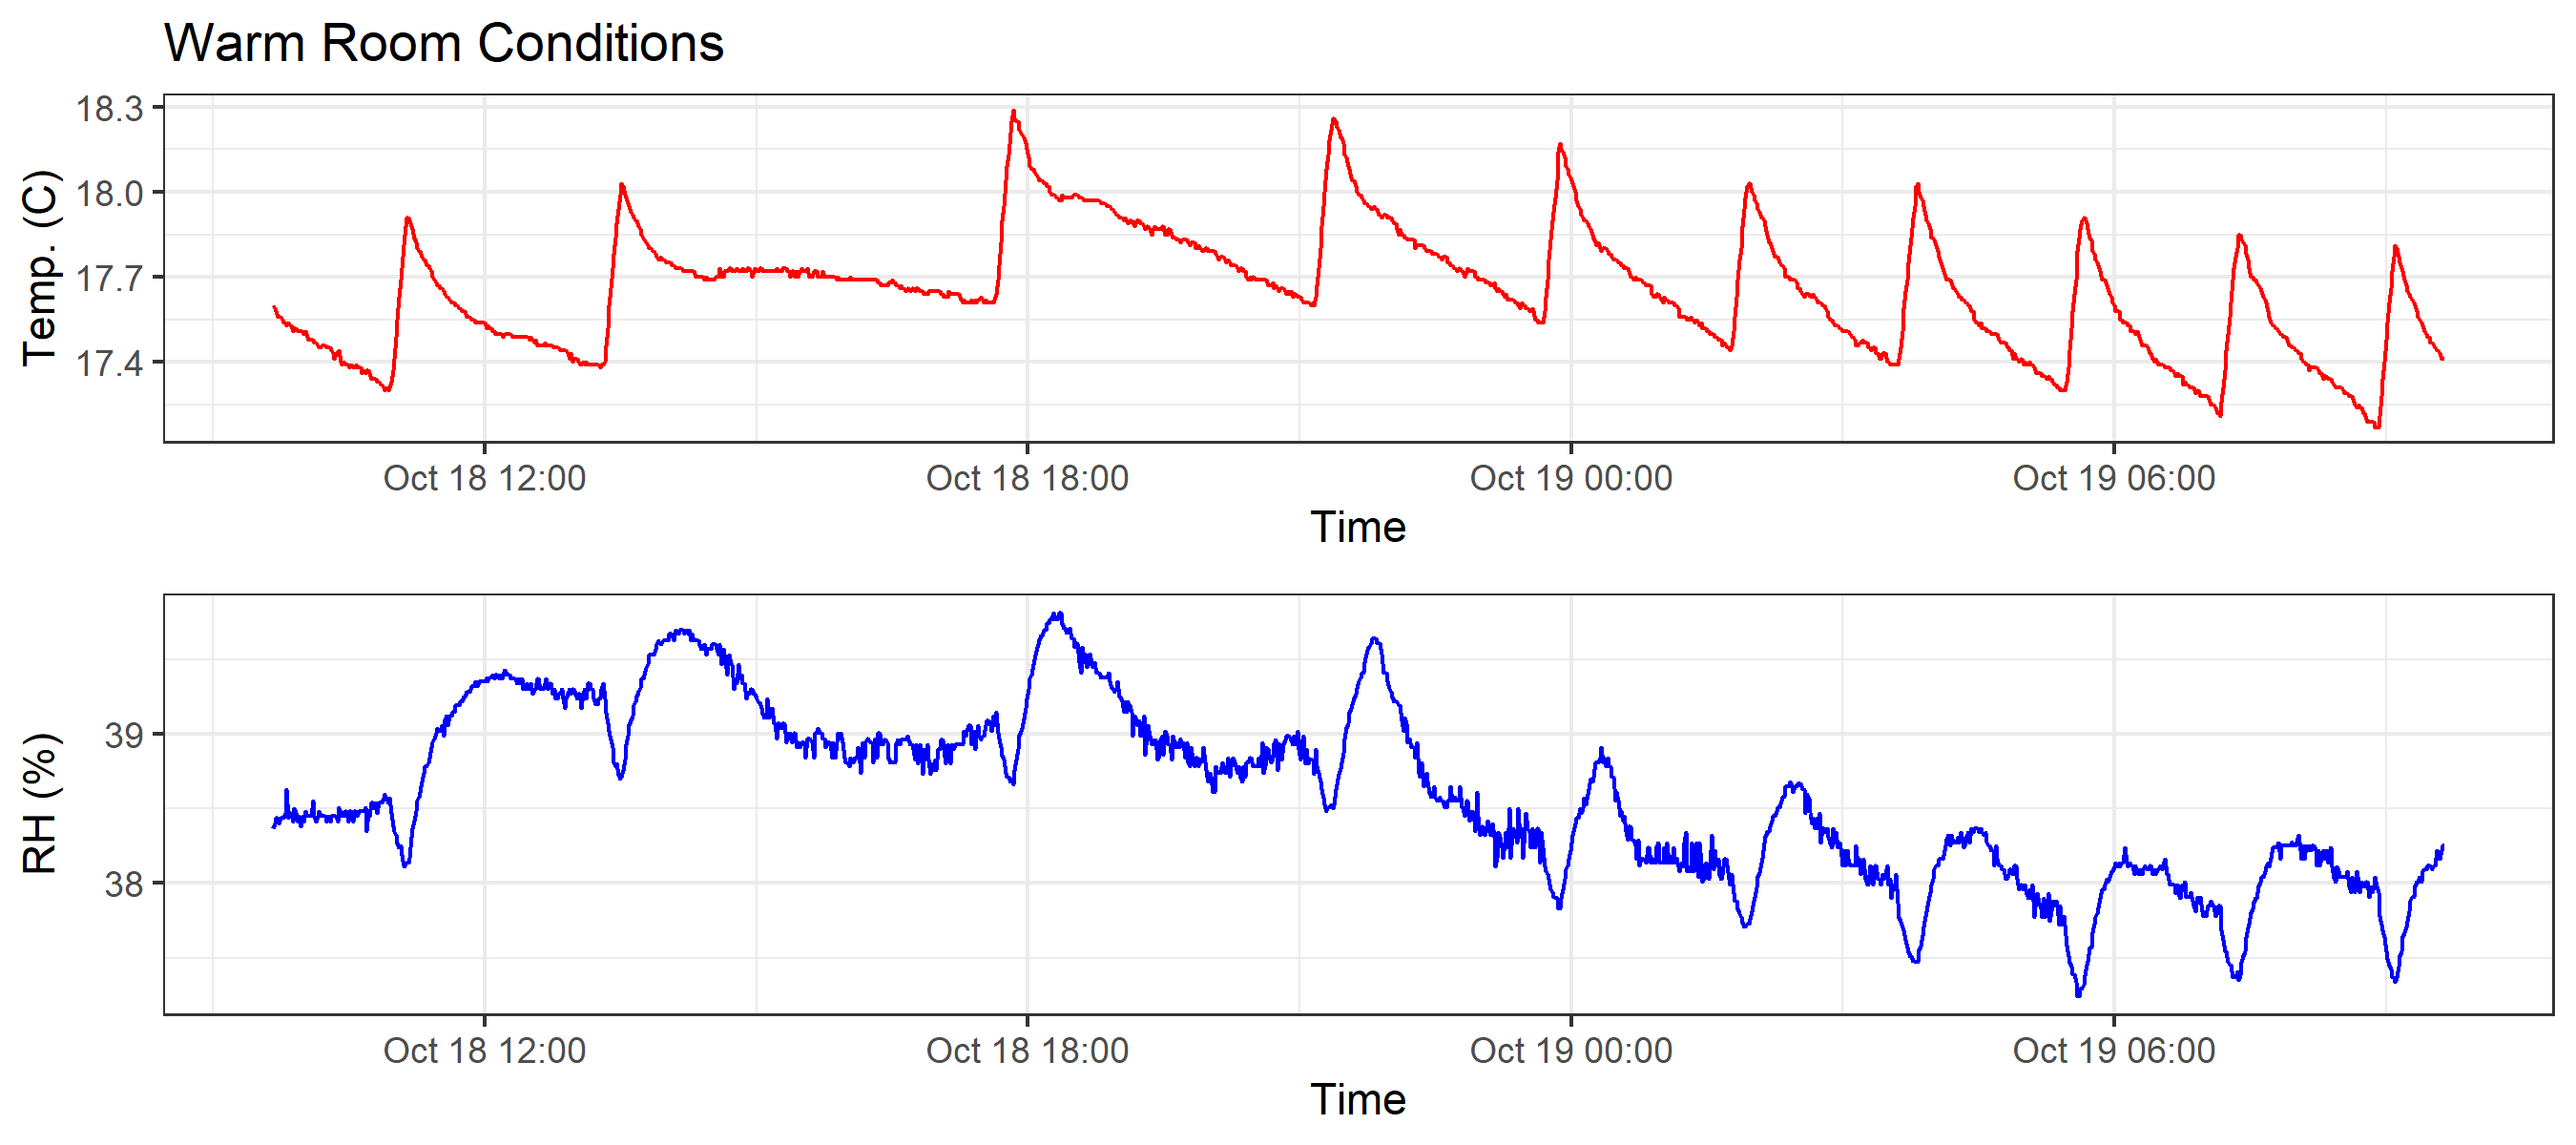 Warm Room Conditions
Temp. (C)
18.3
18.0
17.7
17.4
Oct 18 12:00 Oct 18 18:00 Oct 19 00:00 Oct 19 06:00
Time
RH (%)
39
38
Oct 18 12:00 Oct 18 18:00 Oct 19 00:00 Oct 19 06:00
Time